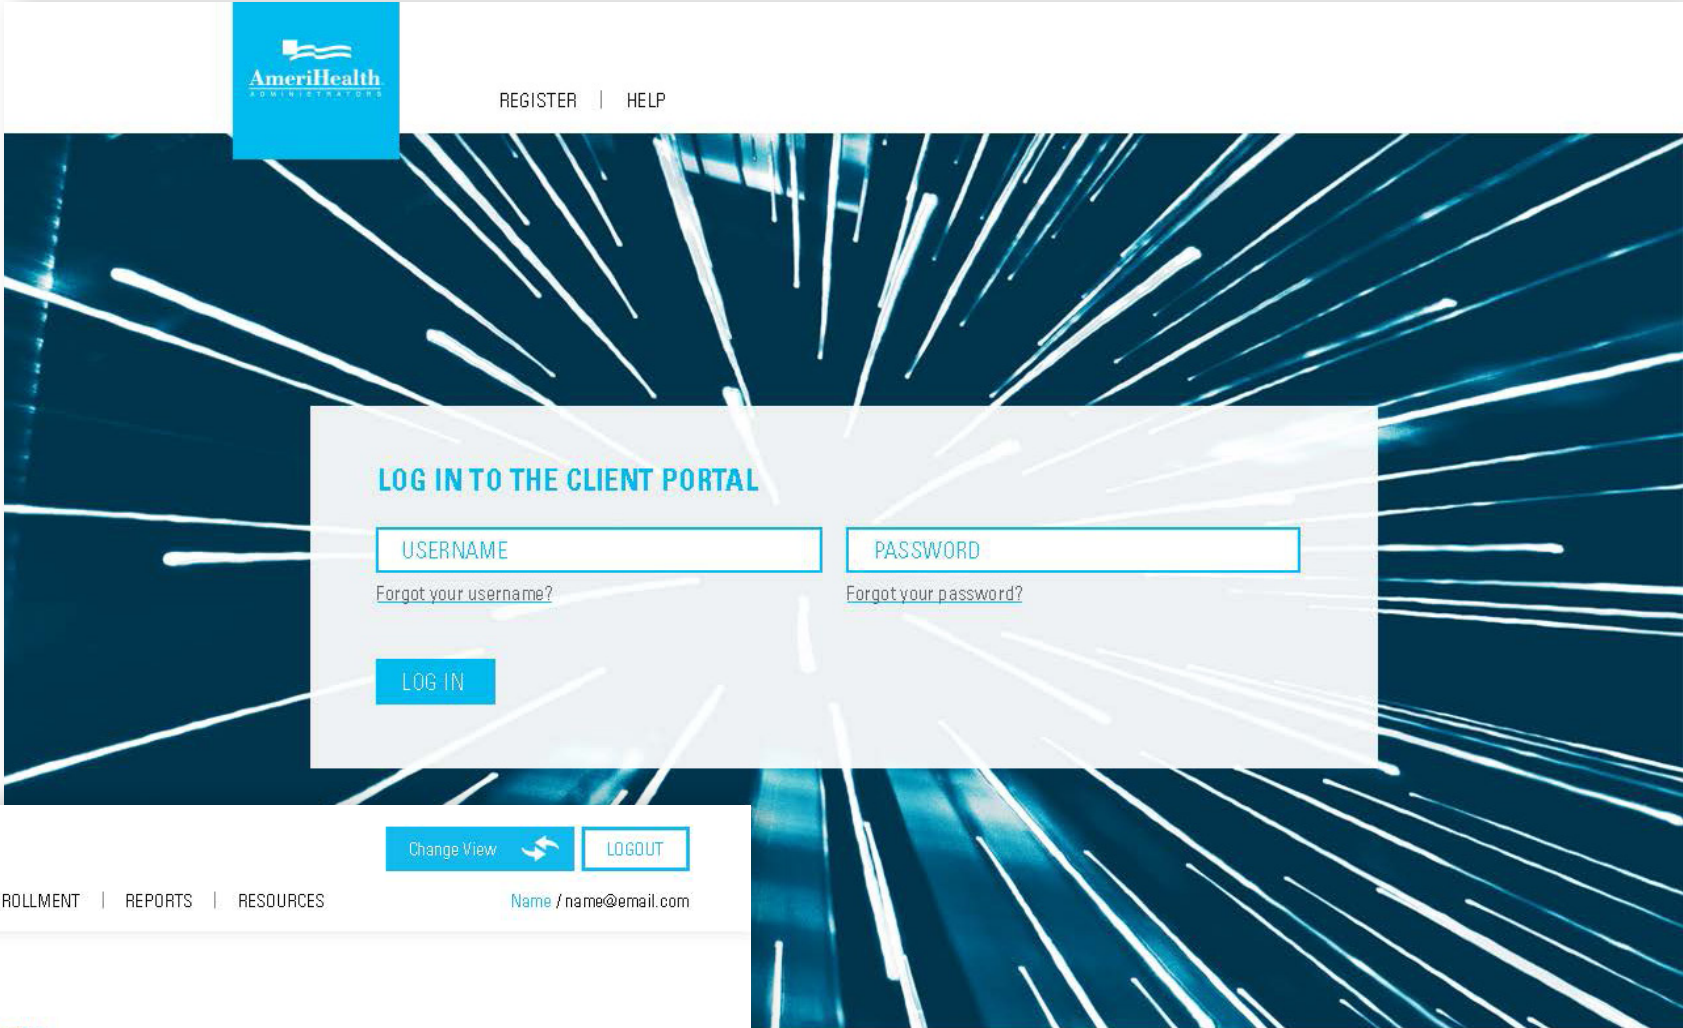 AmeriHealth
ADMINISTRATORS
REGISTER | HELP
LOG IN TO THE CLIENT PORTAL
USERNAME
PASSWORD
Forgot your username?
Forgot your password?
LOG IN
Change View
LOGOUT
ROLLMENT | REPORTS | RESOURCES
Name / name@email.com